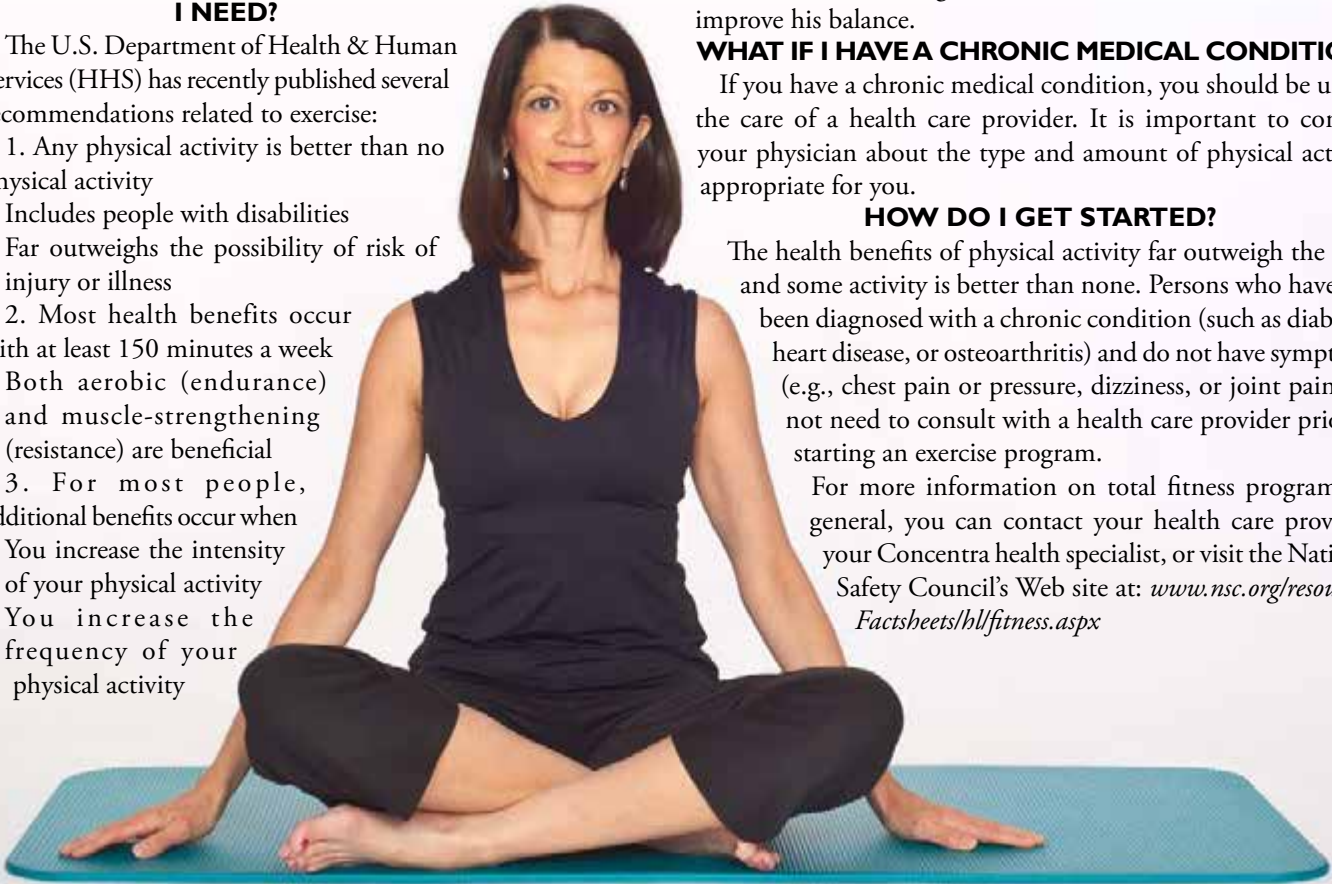 I NEED?
The U.S. Department of Health & Human
ervices (HHS) has recently published several
commendations related to exercise:
1. Any physical activity is better than no
hysical activity
Includes people with disabilities
Far outweighs the possibility of risk of
injury or illness
2. Most health benefits occur
ith at least 150 minutes a week
Both aerobic (endurance)
and muscle-strengthening
(resistance) are beneficial
3. For most people,
dditional benefits occur when
You increase the intensity
of your physical activity
You increase the
frequency of your
physical activity
improve his balance.
WHAT IF I HAVE A CHRONIC MEDICAL CONDITIO
If you have a chronic medical condition, you should be u
the care of a health care provider. It is important to con
your physician about the type and amount of physical act
appropriate for you.
HOW DO I GET STARTED?
The health benefits of physical activity far outweigh the
and some activity is better than none. Persons who have
been diagnosed with a chronic condition (such as diab
heart disease, or osteoarthritis) and do not have sympt
(e.g., chest pain or pressure, dizziness, or joint pain
not need to consult with a health care provider pri
starting an exercise program.
For more information on total fitness program
general, you can contact your health care prov
your Concentra health specialist, or visit the Nati
Safety Council's Web site at: www.nsc.org/resou
Factsheets/hl/fitness.aspx